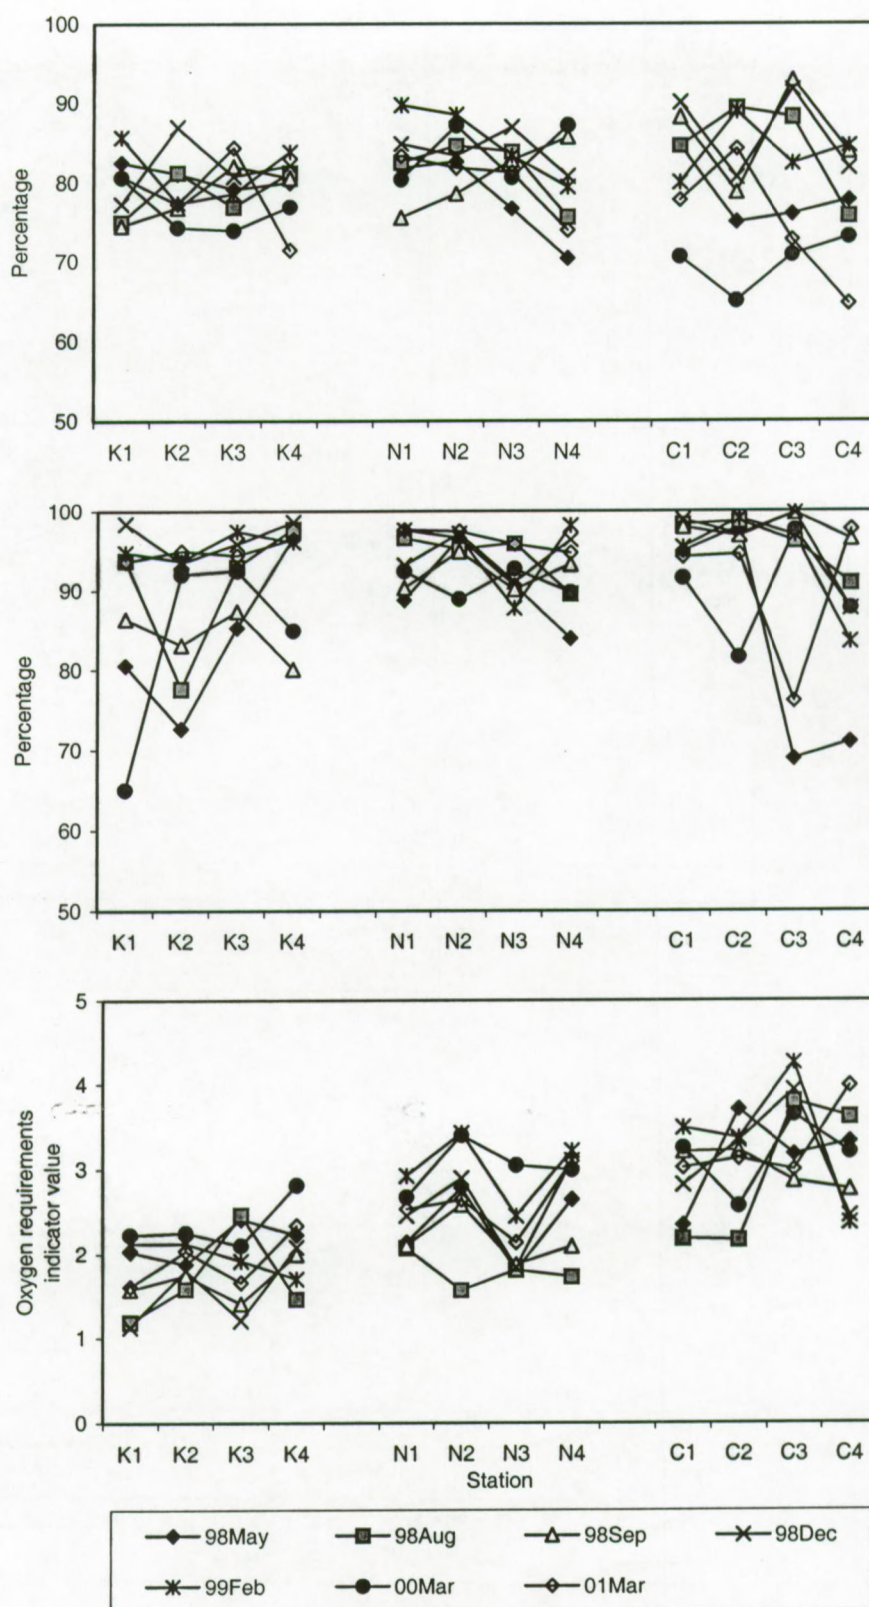 100
90
80
70
60
50
Percentage
K1 K2 K3 K4 N1 N2 N3 N4 C1 C2 C3 C4
100
90
80
70
60
50
Percentage
K1 K2 K3 K4 N1 N2 N3 N4 C1 C2 C3 C4
5
4
3
2
1
0
Oxygen requirements
indicator value
K1 K2 K3 K4 N1 N2 N3 N4 C1 C2 C3 C4
Station
98May 98Aug 98Sep 98Dec
99Feb 00Mar 01Mar